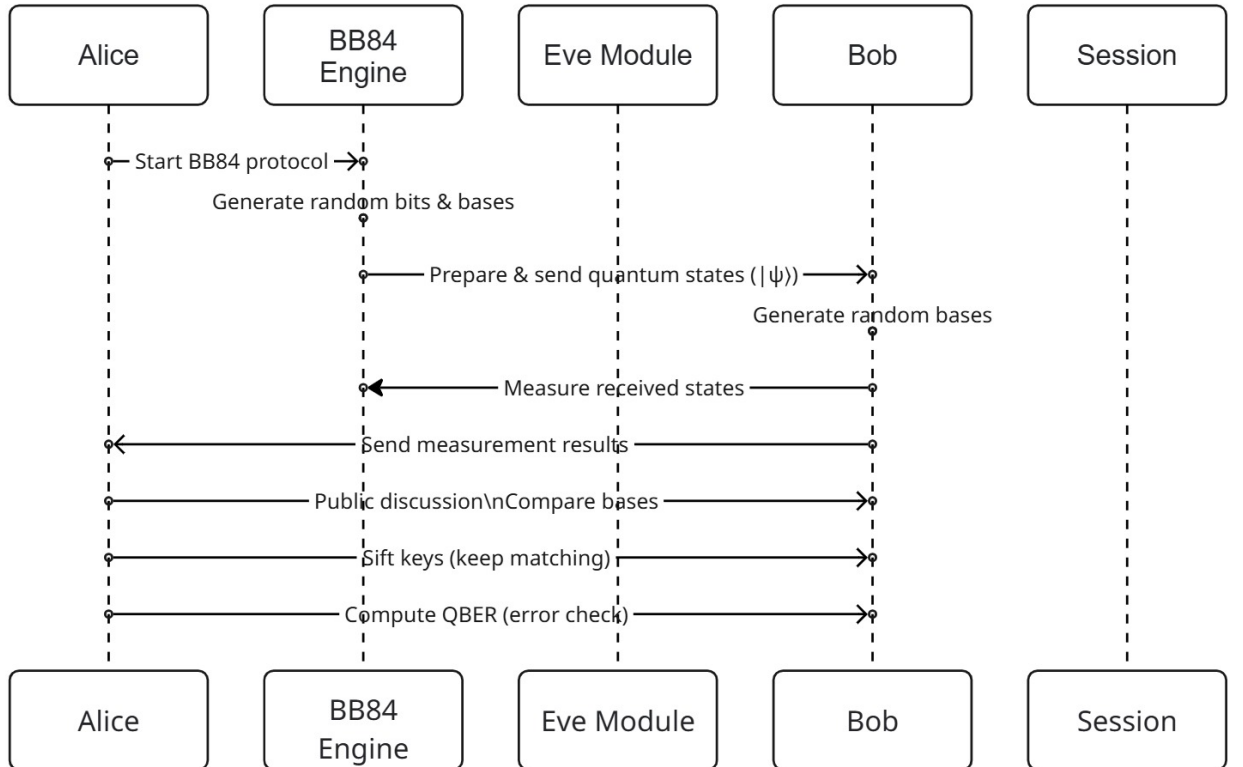 Alice
BB84
Engine
Eve Module
Bob
Session
Start BB84 protocol
Generate random bits & bases
Prepare & send quantum states (|ψ⟩)
Generate random bases
Measure received states
Send measurement results
Public discussion\nCompare bases
Sift keys (keep matching)
Compute QBER (error check)
Alice
BB84
Engine
Eve Module
Bob
Session